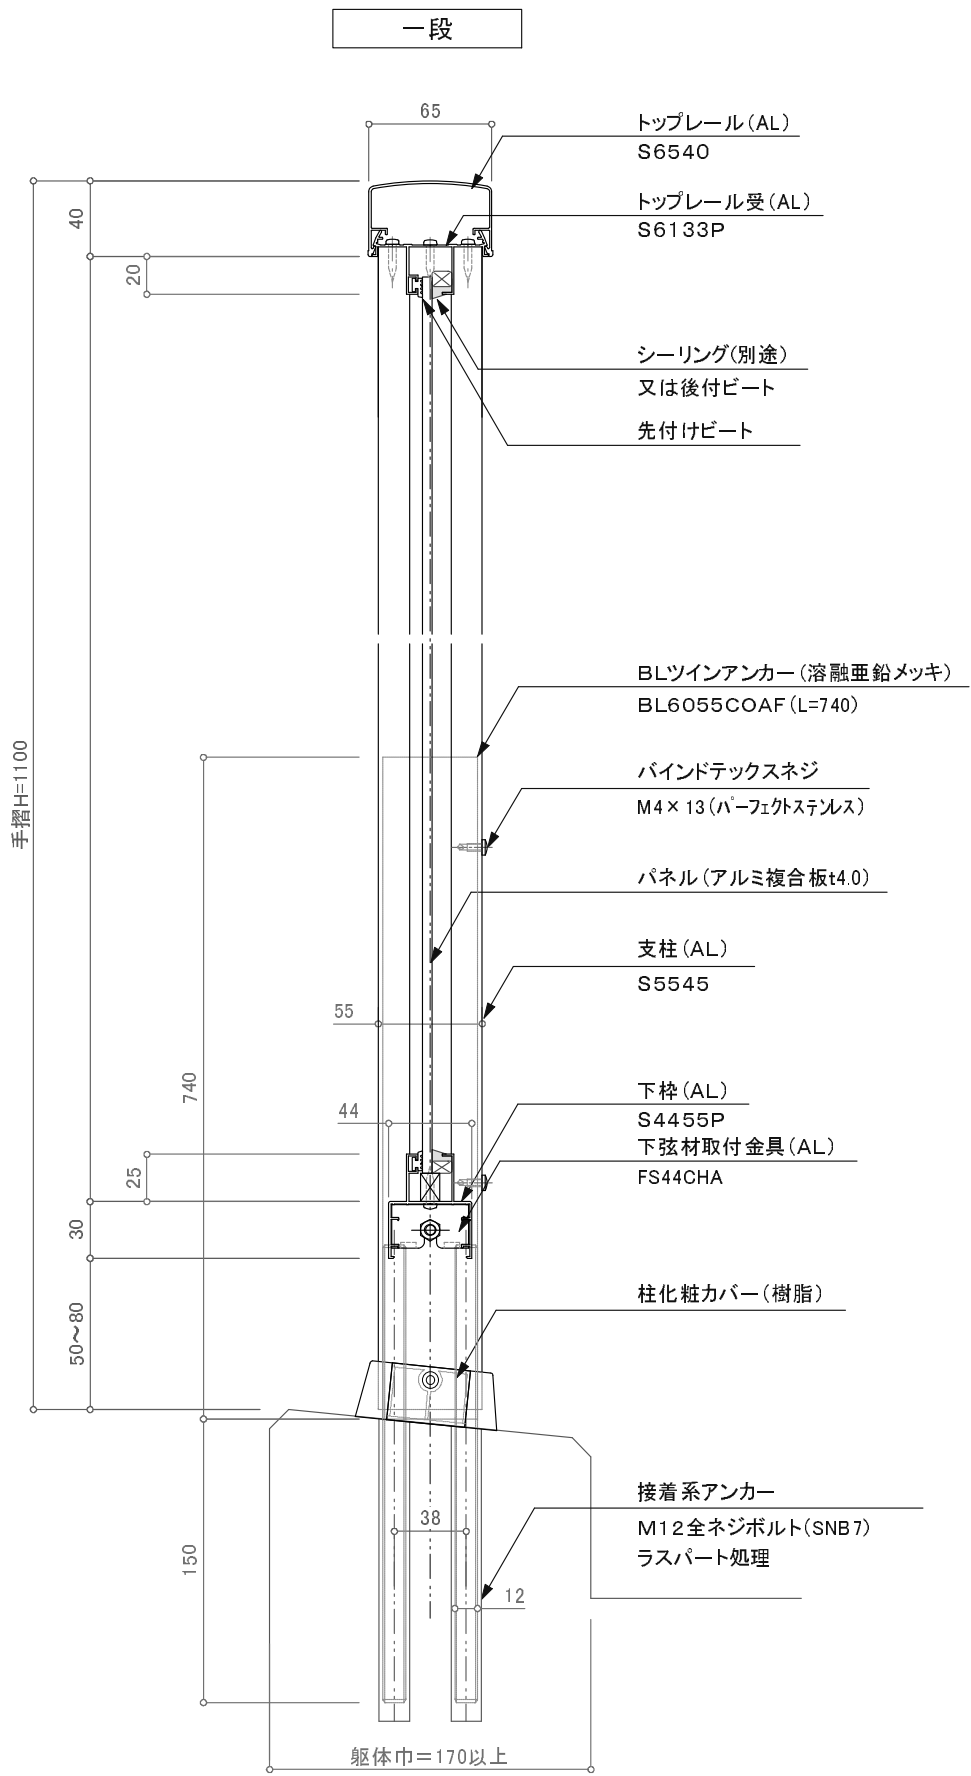 一段
65
トップレール(AL)
S6540
40
トップレール受(AL)
S6133P
20
シーリング(別途)
又は後付ビート
先付けビート
BLツインアンカー(溶融亜鉛メッキ)
BL6055COAF(L=740)
手摺H=1100
バインドテックスネジ
M4×13(パーフェクトステンレス)
パネル(アルミ複合板t4.0)
支柱(AL)
S5545
55
740
下枠(AL)
S4455P
44
下弦材取付金具(AL)
FS44CHA
25
30
柱化粧カバー(樹脂)
50～80
接着系アンカー
M12全ネジボルト(SNB7)
ラスパート処理
38
150
12
躯体巾=170以上